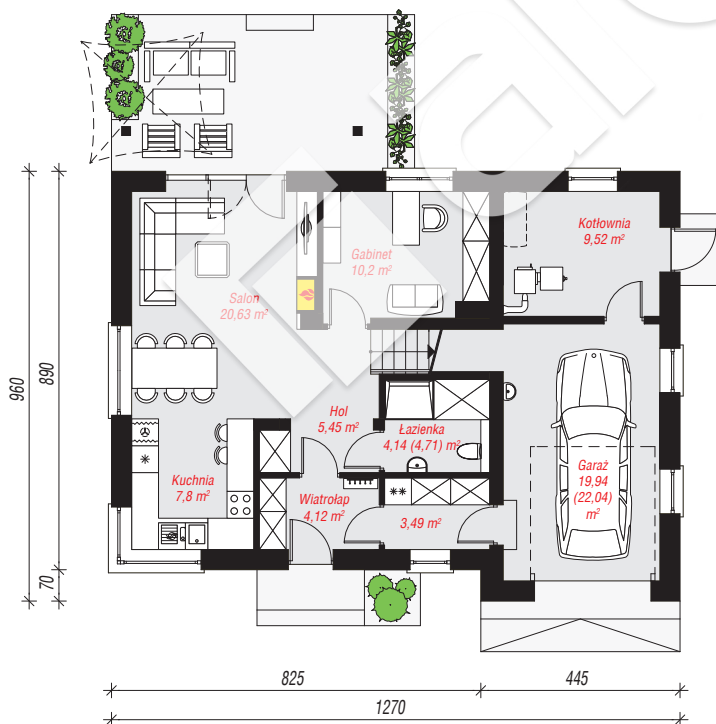 Kotłownia
9,52 m²
Gabinet
10,2 m²
Salon
20,63 m²
Hol
5,45 m²
Łazienka
4,14 (4,71) m²
Garaż
19,94
(22,04)
m²
Kuchnia
7,8 m²
Wiatrołap
4,12 m²
3,49 m²
960
890
70
825
445
1270